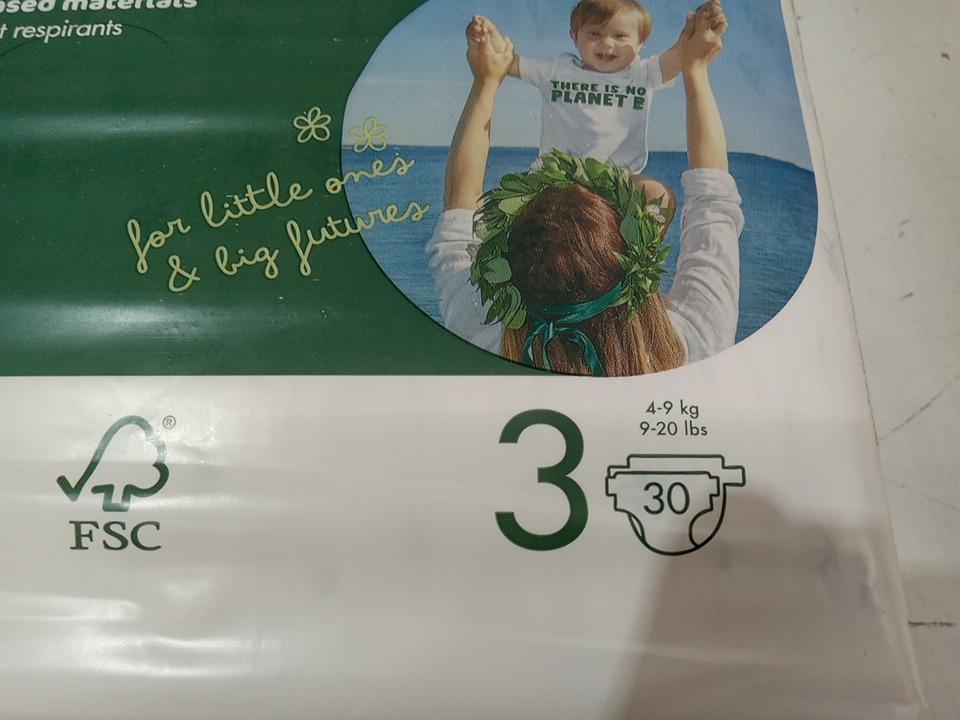 materials
respirants
THERE IS NO
PLANET B
for little ones
& big futures
®
FSC
3
4-9 kg
9-20 lbs
30